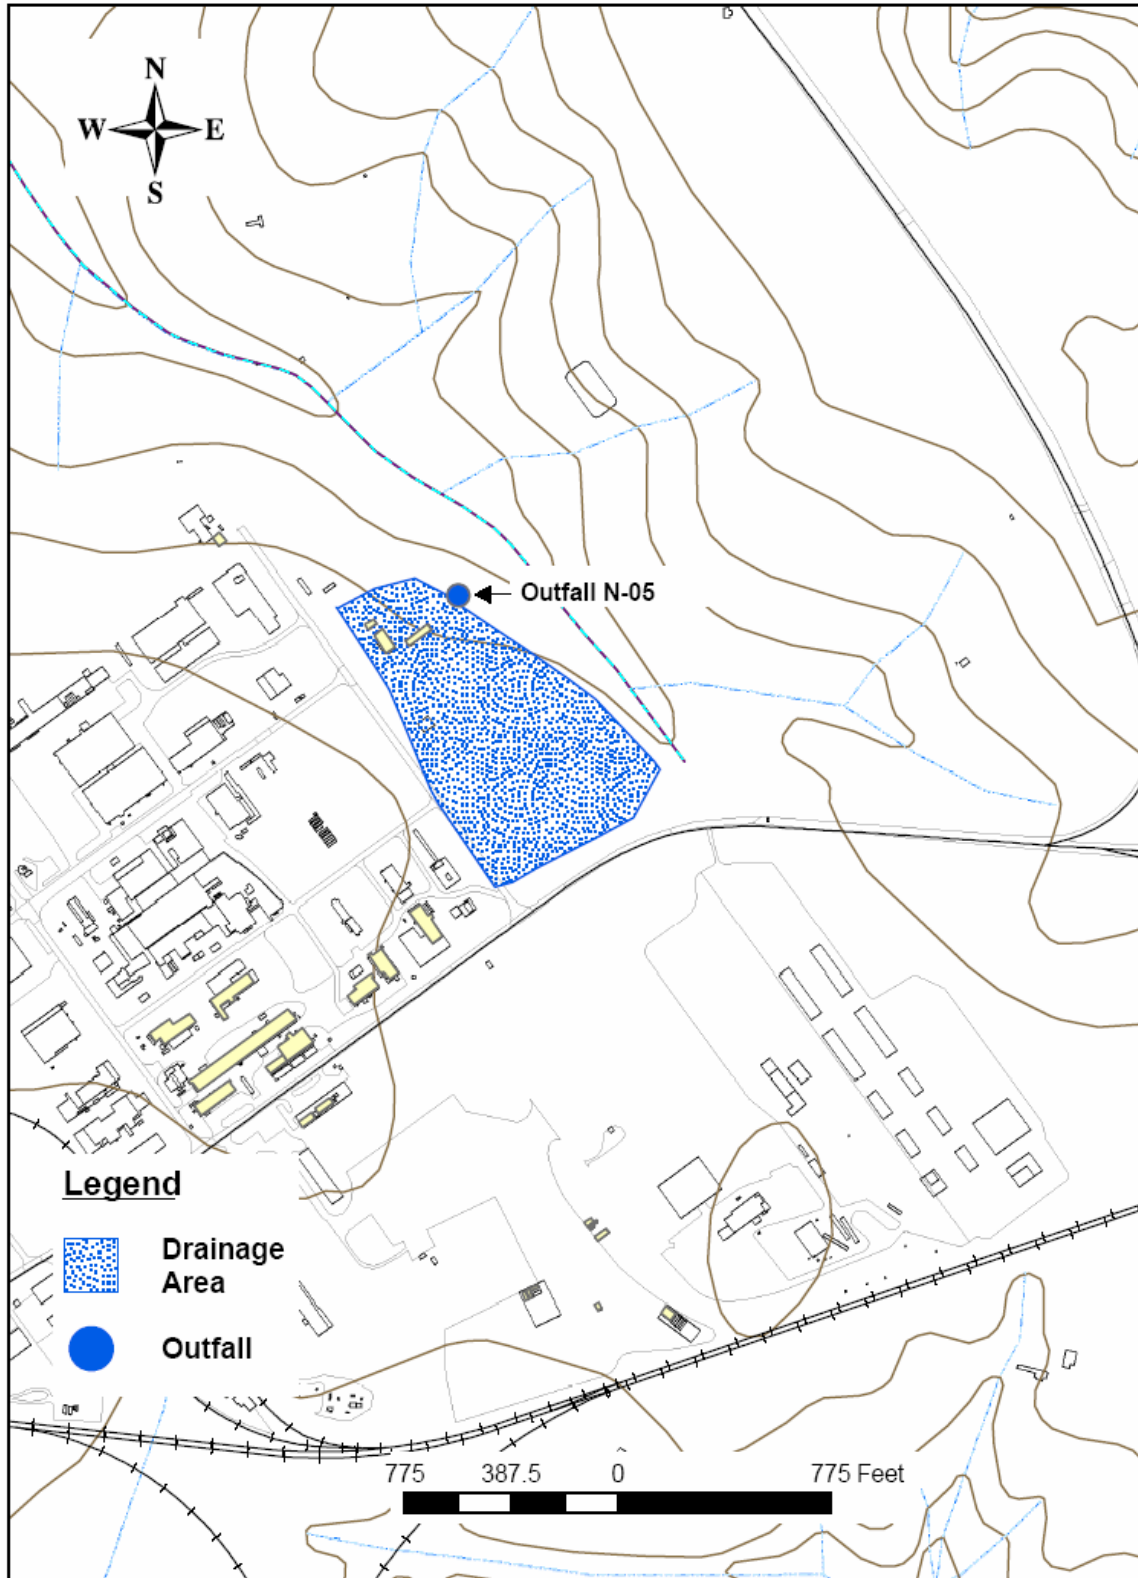 N
W E
S
Outfall N-05
Legend
Drainage
Area
Outfall
775 387.5 0 775 Feet